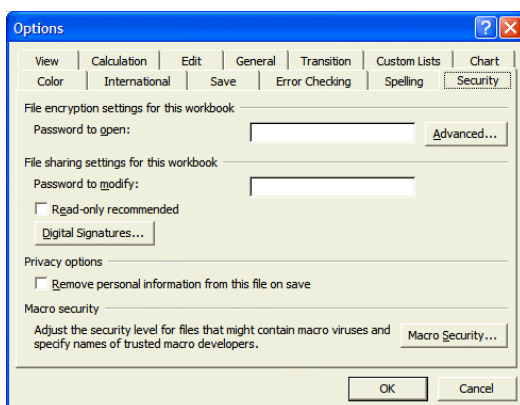 Options
View Calculation Edit General Transition Custom Lists Chart
Color International Save Error Checking Spelling Security
File encryption settings for this workbook
Password to open:
Advanced...
File sharing settings for this workbook
Password to modify:
Read-only recommended
Digital Signatures...
Privacy options
Remove personal information from this file on save
Macro security
Adjust the security level for files that might contain macro viruses and
specify names of trusted macro developers.
Macro Security...
OK Cancel